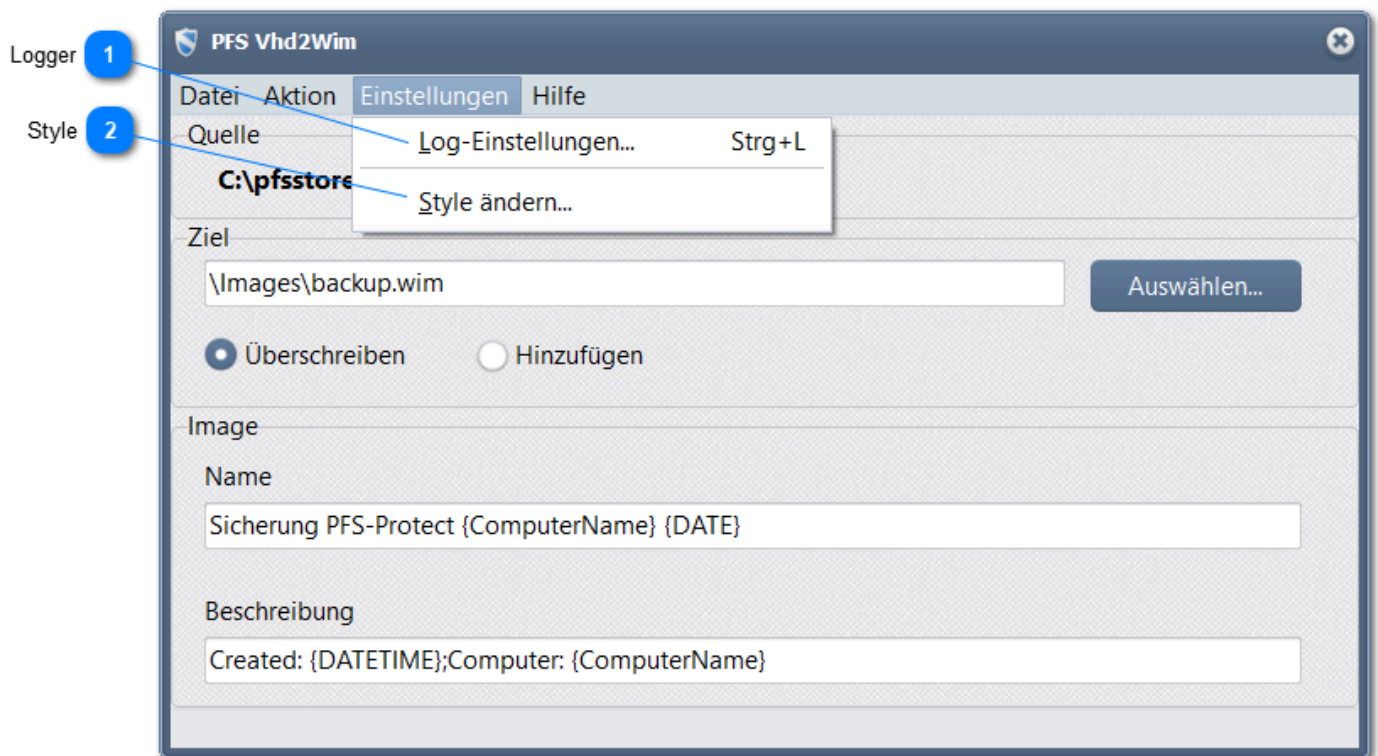 PFS Vhd2Wim
Logger 1
Datei Aktion Einstellungen Hilfe
Style 2
Quelle
Log-Einstellungen... Strg+L
C:\pfsstore
Style ändern...
Ziel
\Images\backup.wim
Auswählen...
Überschreiben Hinzufügen
Image
Name
Sicherung PFS-Protect {ComputerName} {DATE}
Beschreibung
Created: {DATETIME};Computer: {ComputerName}